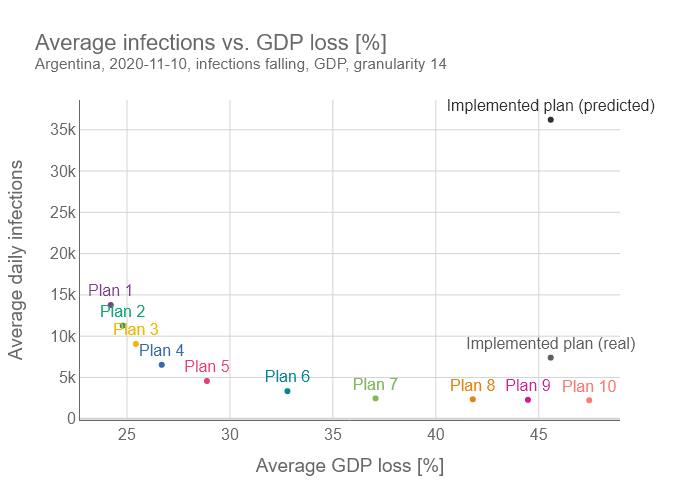 Average infections vs. GDP loss [%]
Argentina, 2020-11-10, infections falling, GDP, granularity 14
Implemented plan (predicted)
35k
30k
25k
20k
15k
10k
5k
0
Average daily infections
Plan 1
Plan 2
Plan 3
Plan 4
Plan 5
Plan 6
Plan 7
Plan 8
Plan 9
Plan 10
Implemented plan (real)
25
30
35
40
45
Average GDP loss [%]